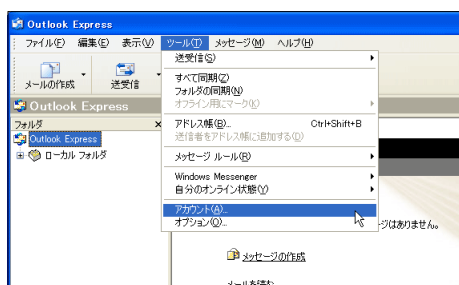 Outlook Express
ファイル(F) 編集(E) 表示(V) ツール(T) メッセージ(M) ヘルプ(H)
メールの作成 送受信
送受信(S)
すべて同期(Z)
フォルダの同期(N)
オフライン用にマーク(K)
アドレス帳(B)... Ctrl+Shift+B
送信者をアドレス帳に追加する(D)
メッセージ ルール(R)
Windows Messenger
自分のオンライン状態(Y)
アカウント(A)...
オプション(O)...
Outlook Express
フォルダ ×
Outlook Express
ローカル フォルダ
ージはありません。
メッセージの作成
メールを読む